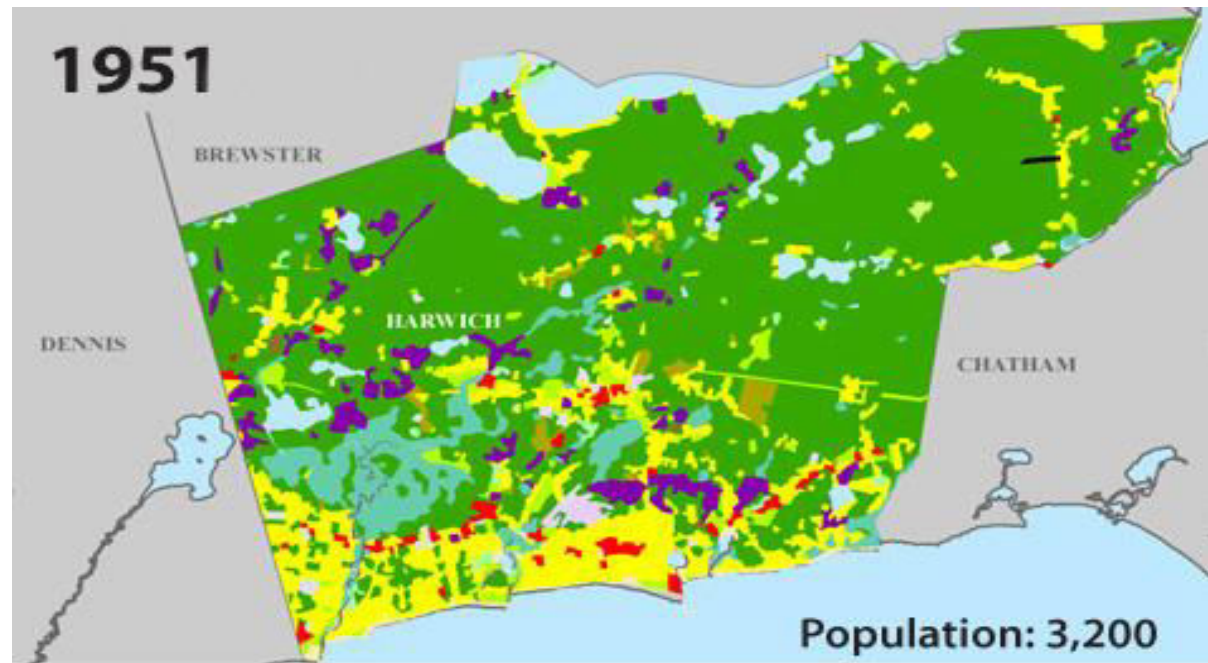 1951
BREWSTER
HARWICH
DENNIS
CHATHAM
Population: 3,200